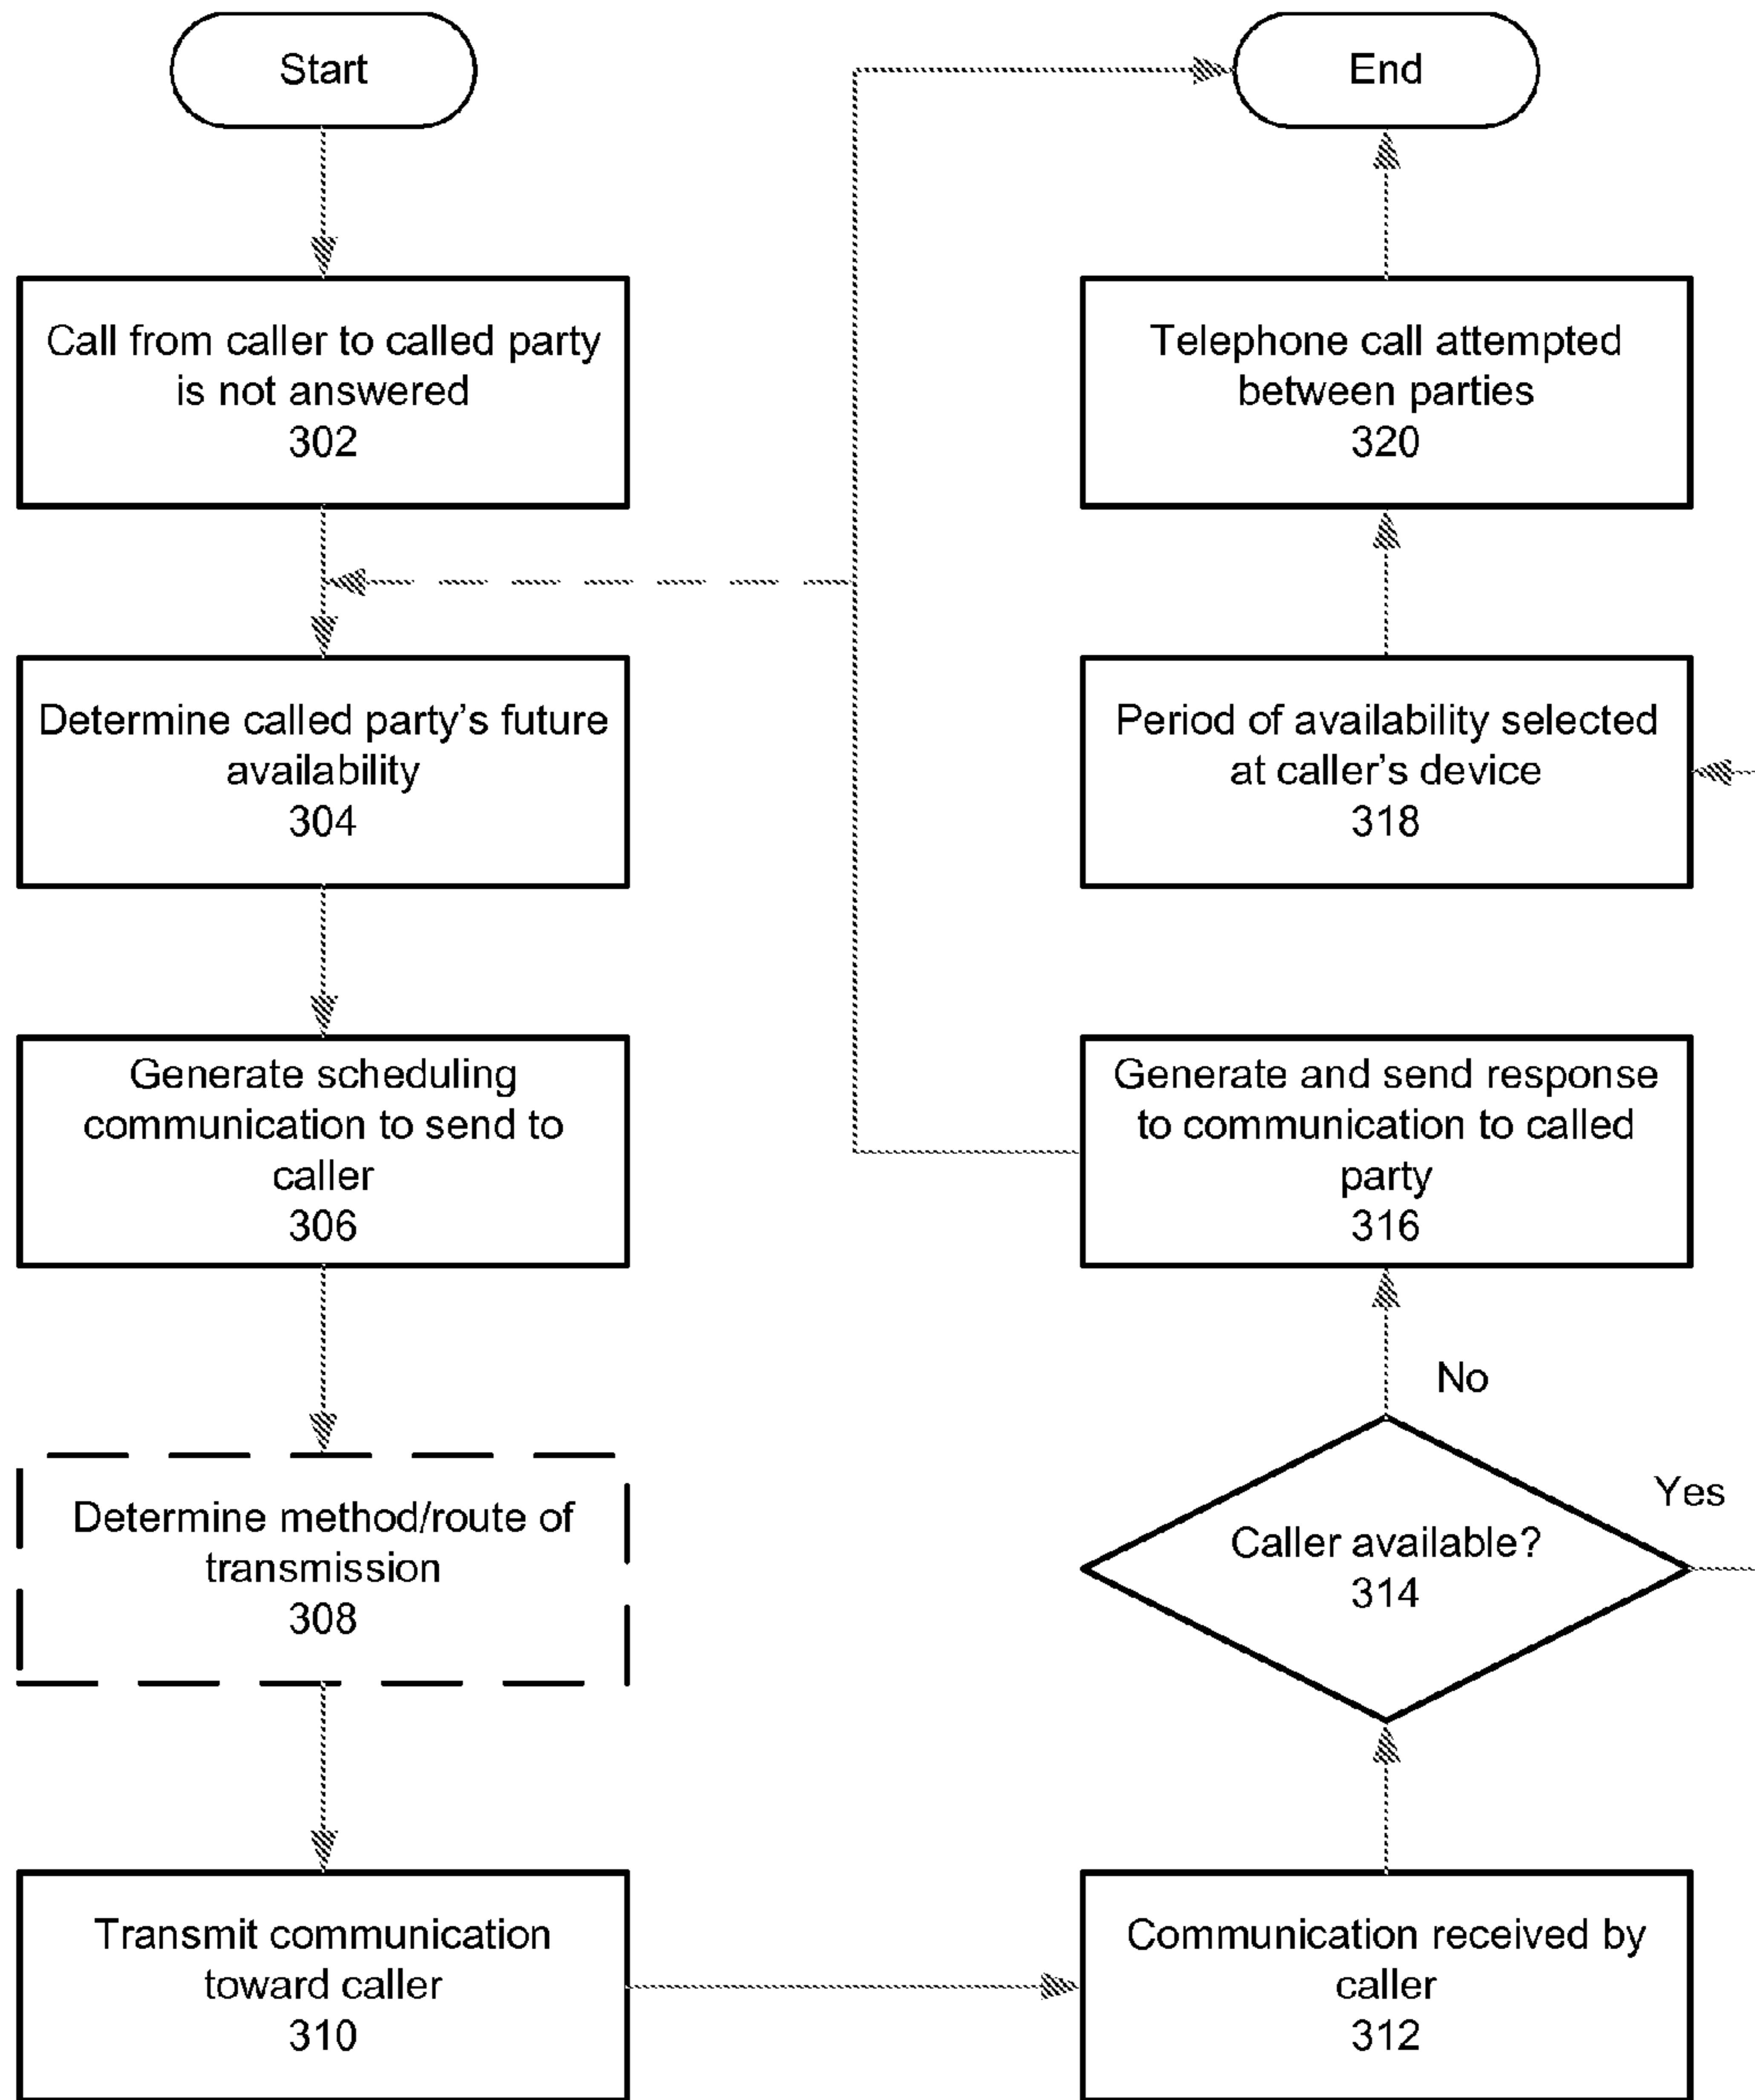 Start
Call from caller to called party
is not answered
302
Determine called party’s future
availability
304
Generate scheduling
communication to send to
caller
306
Determine method/route of
transmission
308
Transmit communication
toward caller
310
Communication received by
caller
312
Caller available?
314
No
Yes
Generate and send response
to communication to called
party
316
Period of availability selected
at caller’s device
318
Telephone call attempted
between parties
320
End